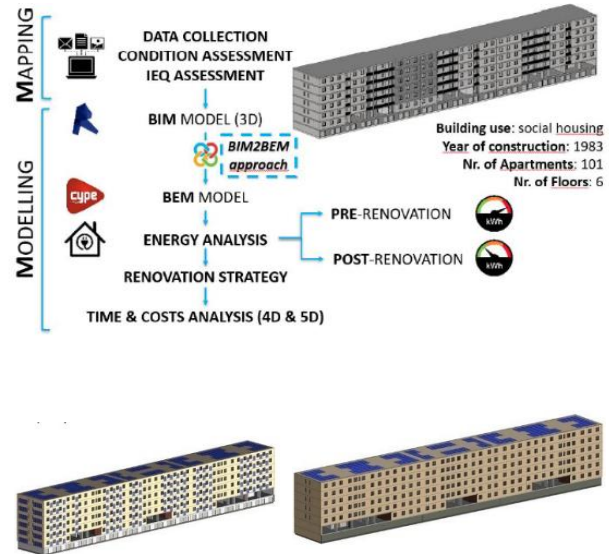 MAPPING
DATA COLLECTION
CONDITION ASSESSMENT
IEQ ASSESSMENT
MODELLING
BIM MODEL (3D)
BIM2BEM
approach
cype
BEM MODEL
ENERGY ANALYSIS
RENOVATION STRATEGY
TIME & COSTS ANALYSIS (4D & 5D)
Building use: social housing
Year of construction: 1983
Nr. of Apartments: 101
Nr. of Floors: 6
PRE-RENOVATION
kWh
POST-RENOVATION
kWh